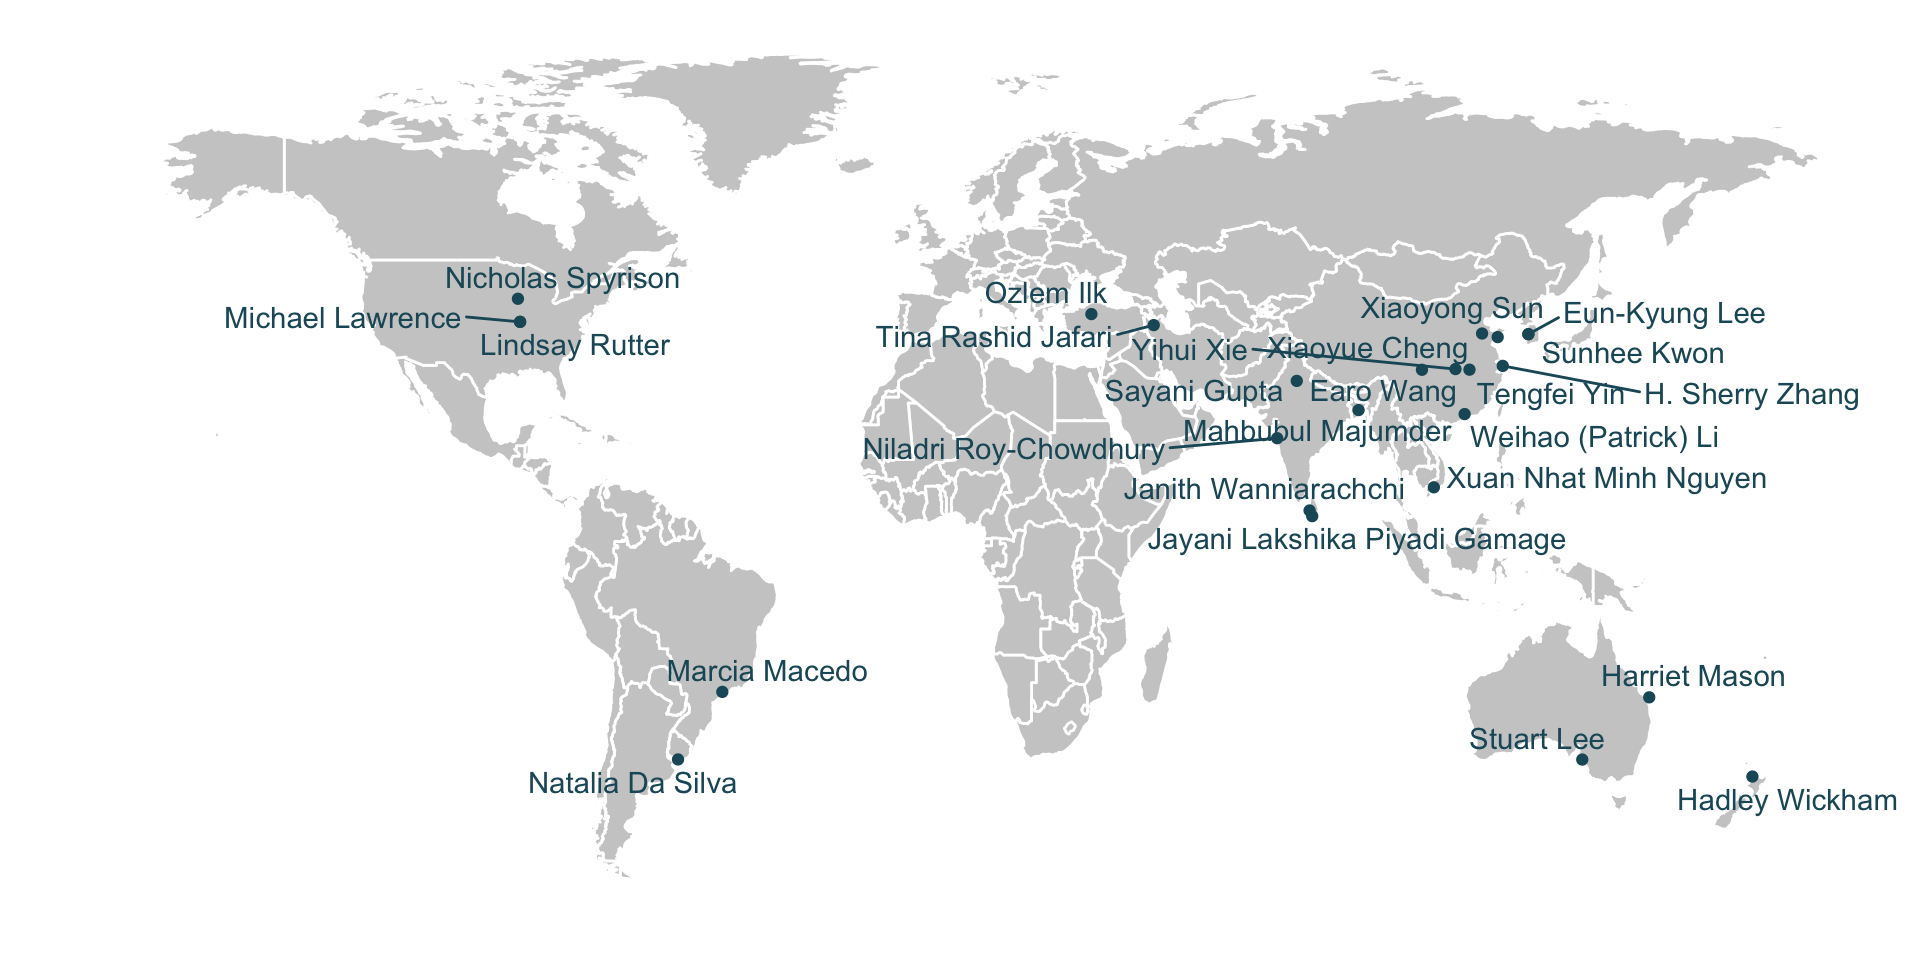 Nicholas Spyrison
Michael Lawrence
Lindsay Rutter
Ozlem Ilk
Tina Rashid Jafari
Xiaoyong Sun
Eun-Kyung Lee
Yihui Xie
Xiaoyue Cheng
Sunhee Kwon
Sayani Gupta
Earo Wang
Tengfei Yin
H. Sherry Zhang
Mahbubul Majumder
Weihao (Patrick) Li
Niladri Roy-Chowdhury
Xuan Nhat Minh Nguyen
Janith Wanniarachchi
Jayani Lakshika Piyadi Gamage
Marcia Macedo
Harriet Mason
Stuart Lee
Natalia Da Silva
Hadley Wickham